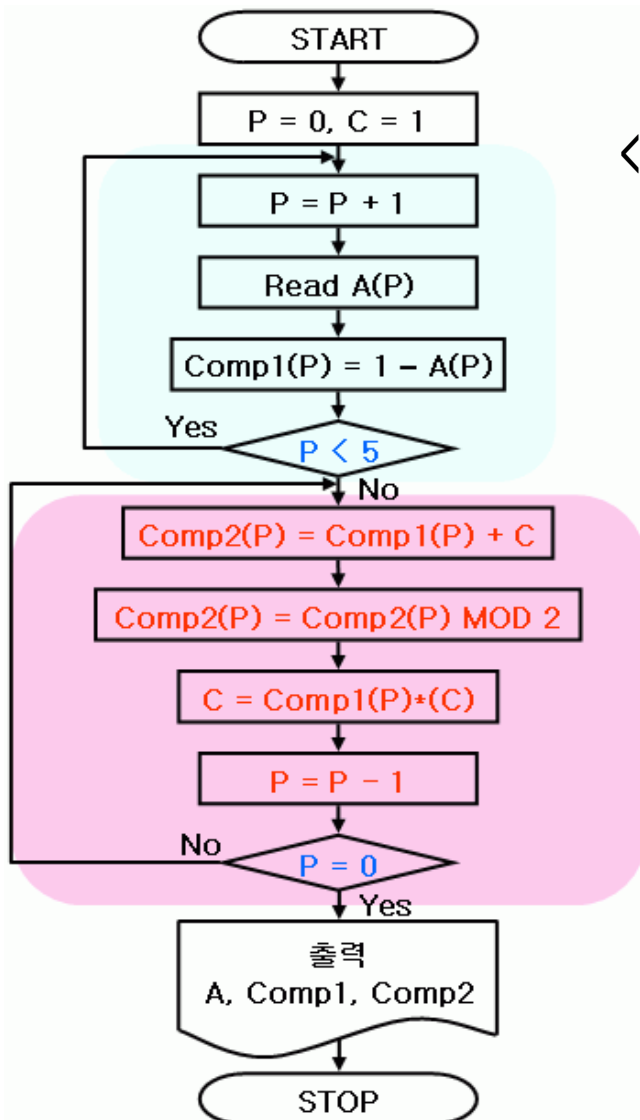 START
P = 0, C = 1
P = P + 1
Read A(P)
Comp1(P) = 1 - A(P)
Yes
P < 5
No
Comp2(P) = Comp1(P) + C
Comp2(P) = Comp2(P) MOD 2
C = Comp1(P)*(C)
P = P - 1
No
P = 0
Yes
출력
A, Comp1, Comp2
STOP